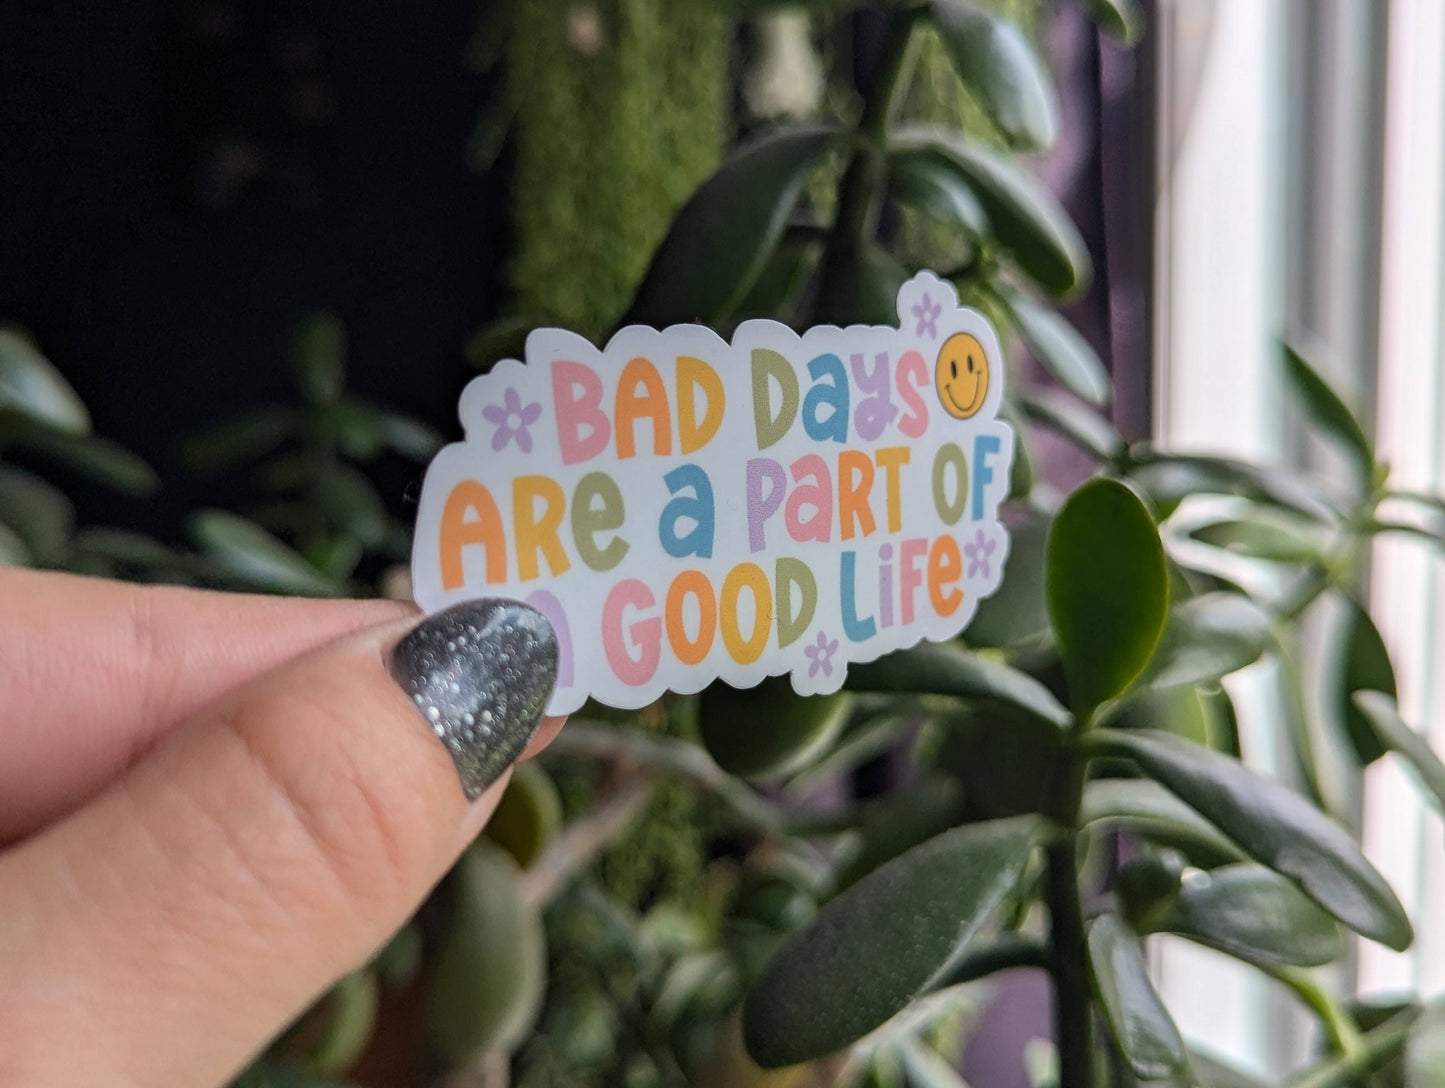 BAD DAYS
ARE A PART OF
GOOD LIFE